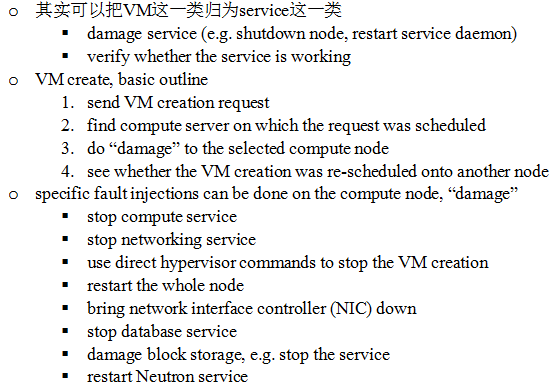 o 其实可以把VM这一类归为service这一类
▪ damage service (e.g. shutdown node, restart service daemon)
▪ verify whether the service is working
o VM create, basic outline
1. send VM creation request
2. find compute server on which the request was scheduled
3. do “damage” to the selected compute node
4. see whether the VM creation was re-scheduled onto another node
o specific fault injections can be done on the compute node, “damage”
▪ stop compute service
▪ stop networking service
▪ use direct hypervisor commands to stop the VM creation
▪ restart the whole node
▪ bring network interface controller (NIC) down
▪ stop database service
▪ damage block storage, e.g. stop the service
▪ restart Neutron service